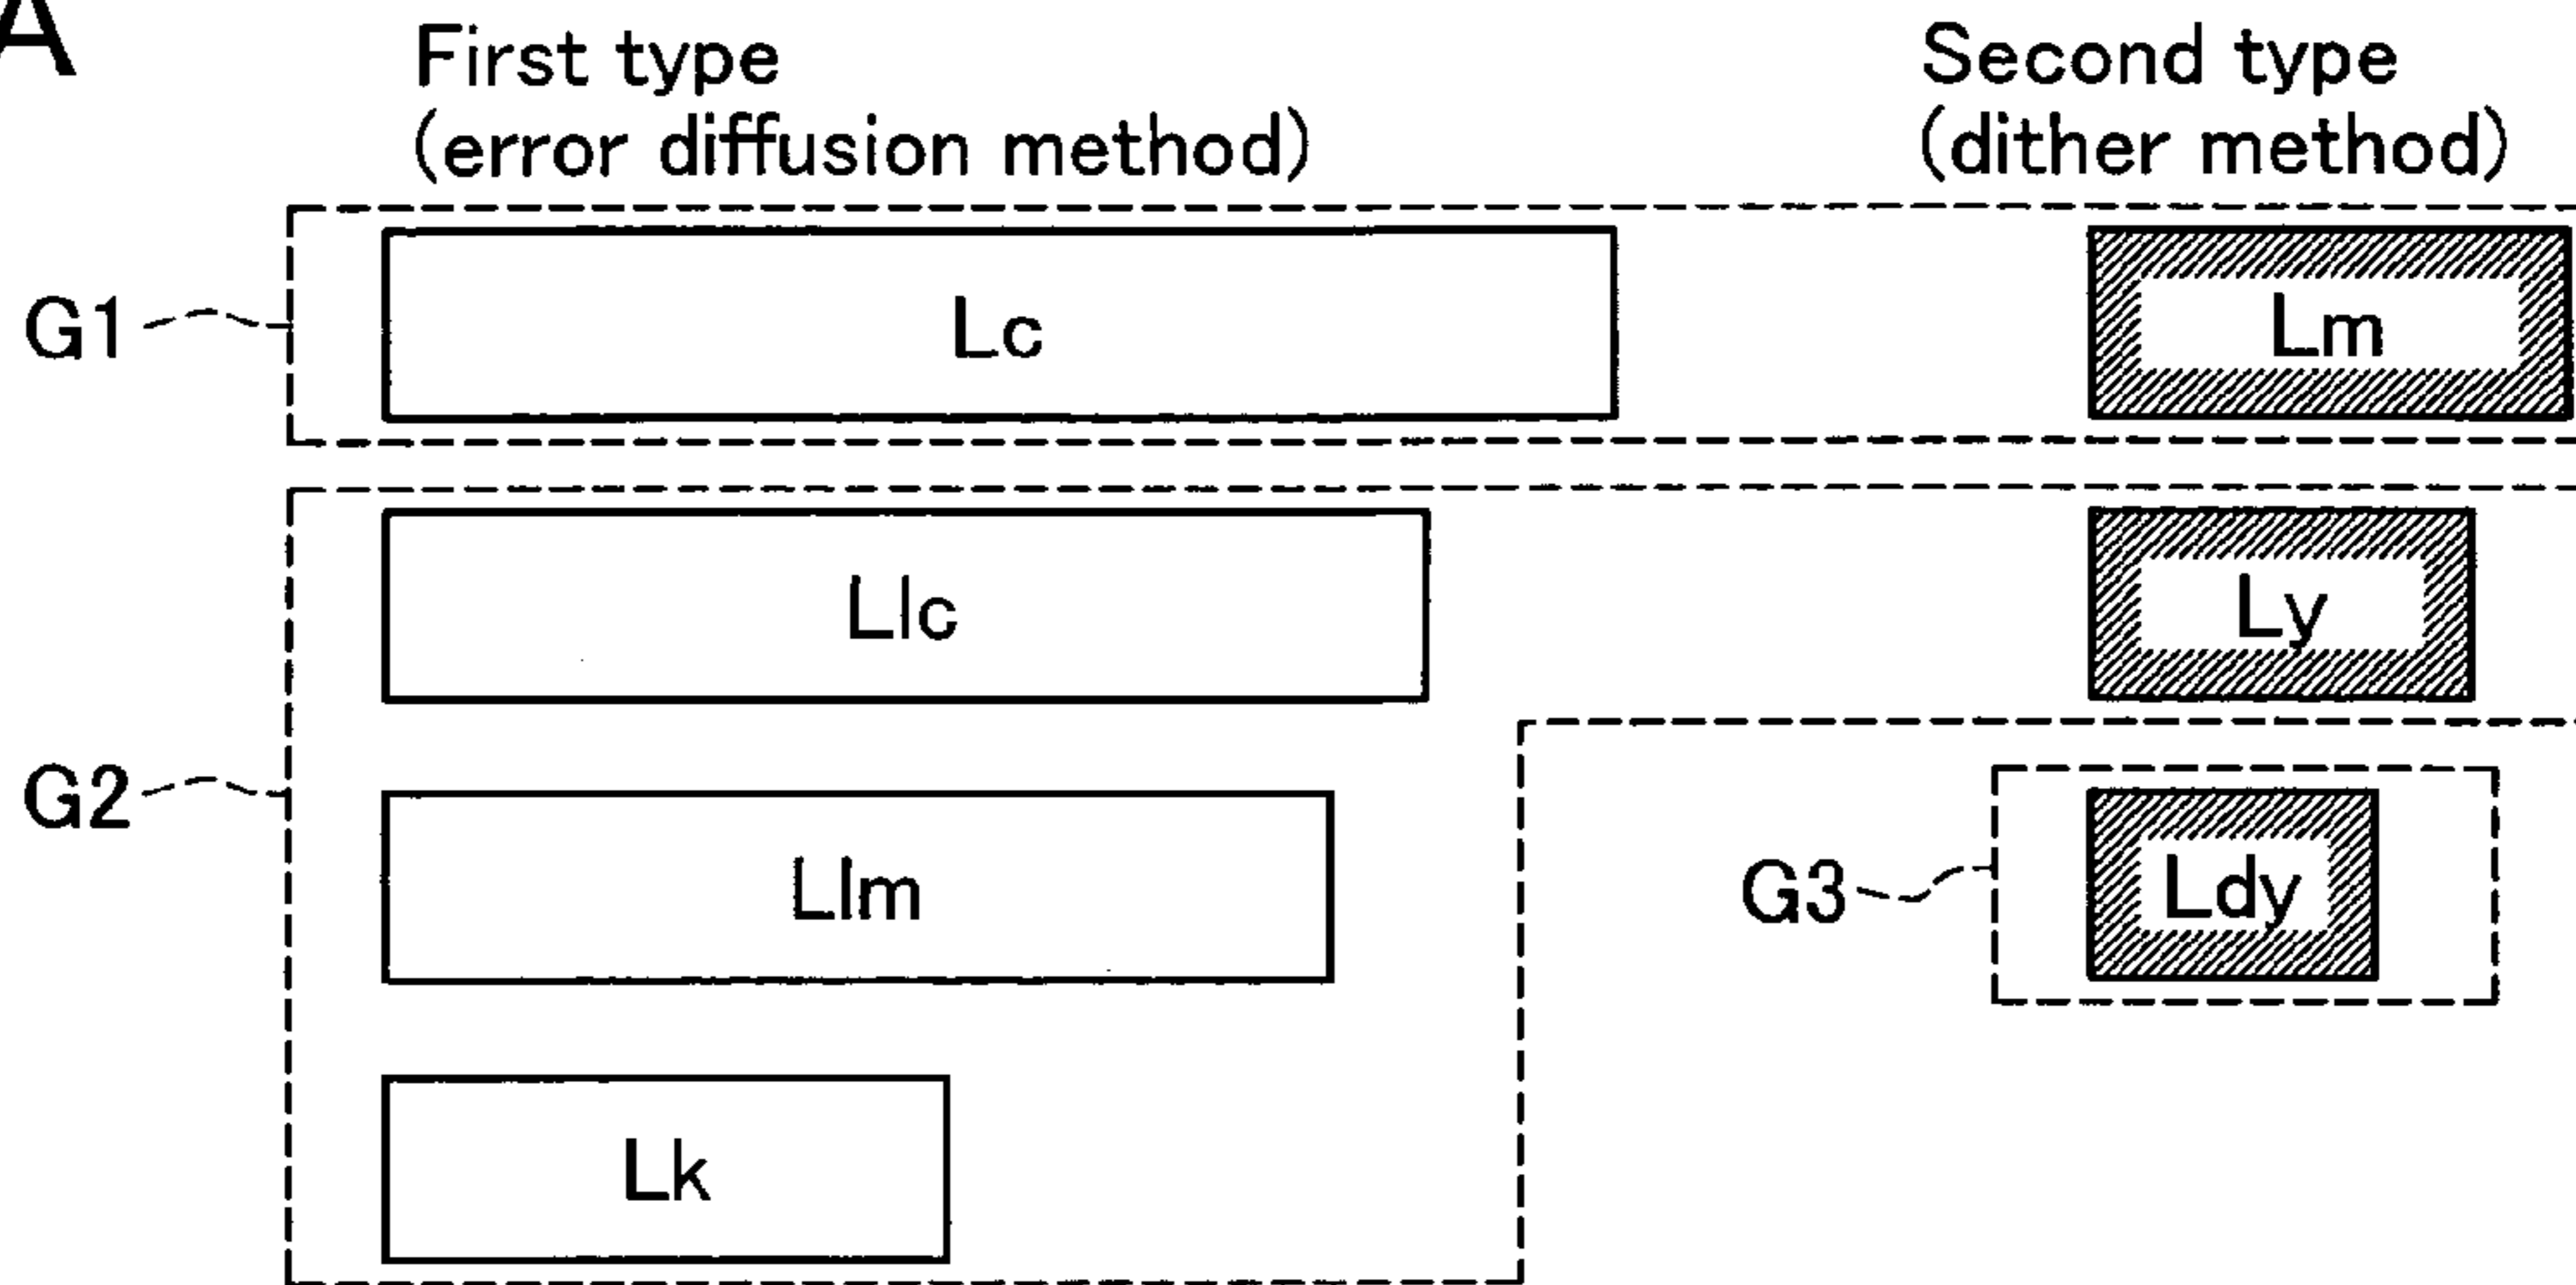 A
First type
(error diffusion method)
Second type
(dither method)
G1
Lc
Lm
Llc
Ly
G2
Llm
G3
Ldy
Lk